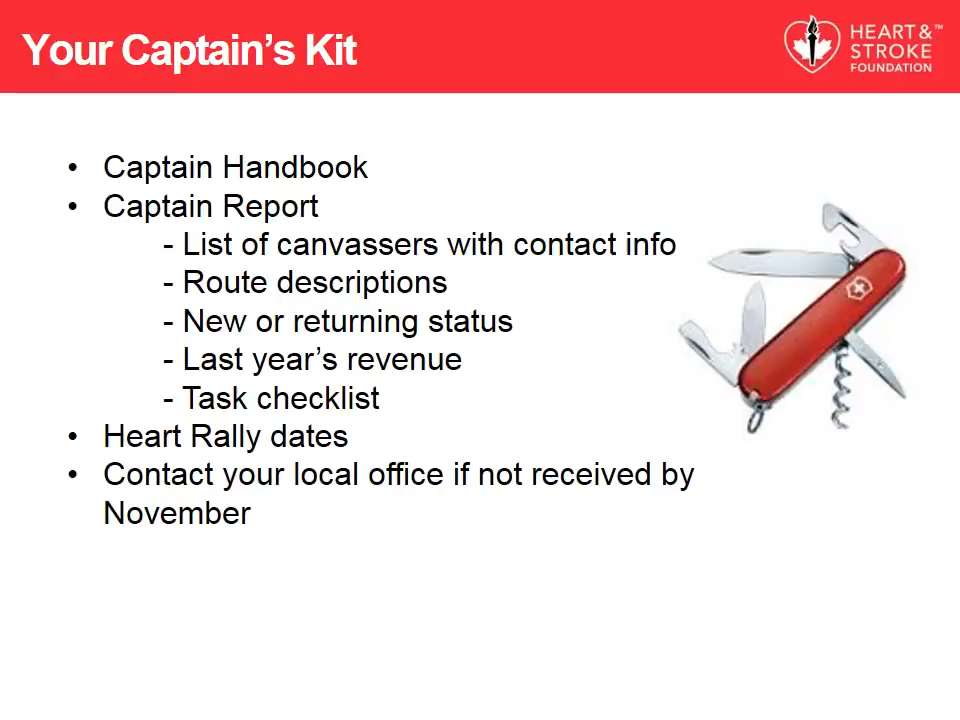 Your Captain’s Kit
HEART &™
STROKE
FOUNDATION
• Captain Handbook
• Captain Report
- List of canvassers with contact info
- Route descriptions
- New or returning status
- Last year’s revenue
- Task checklist
• Heart Rally dates
• Contact your local office if not received by
November